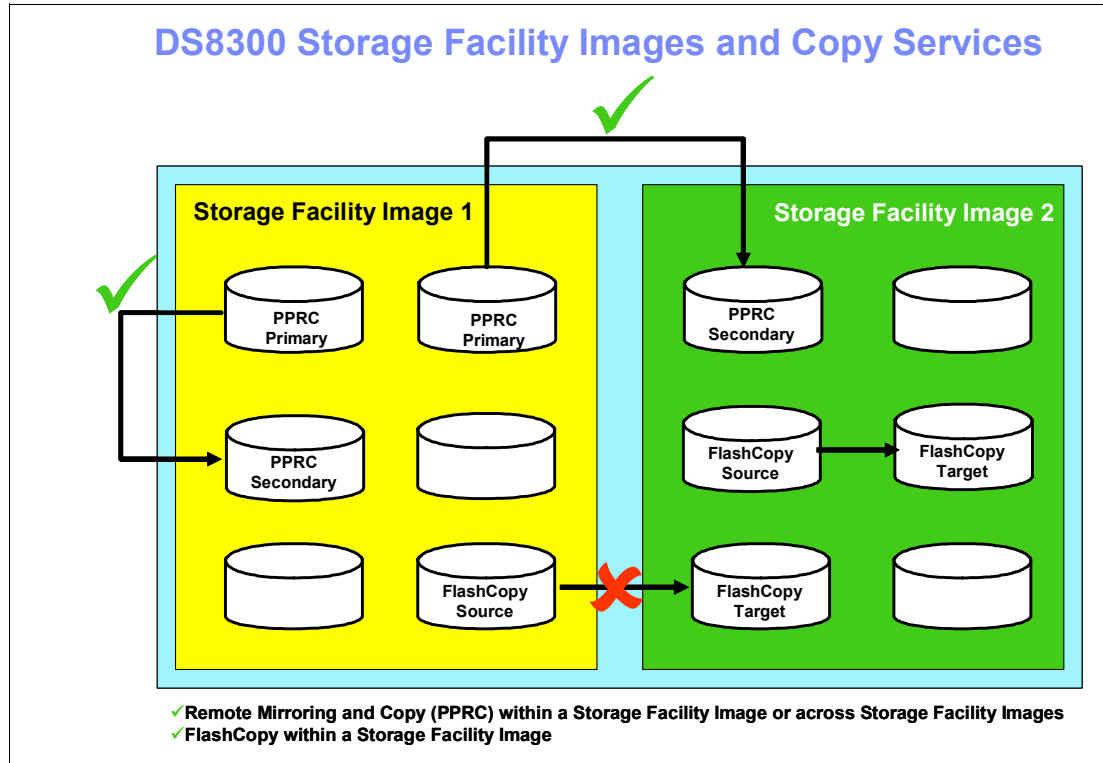 DS8300 Storage Facility Images and Copy Services
Storage Facility Image 1
Storage Facility Image 2
PPRC
Primary
PPRC
Primary
PPRC
Secondary
PPRC
Secondary
FlashCopy
Source
FlashCopy
Target
FlashCopy
Source
FlashCopy
Target
✓Remote Mirroring and Copy (PPRC) within a Storage Facility Image or across Storage Facility Images
✓FlashCopy within a Storage Facility Image